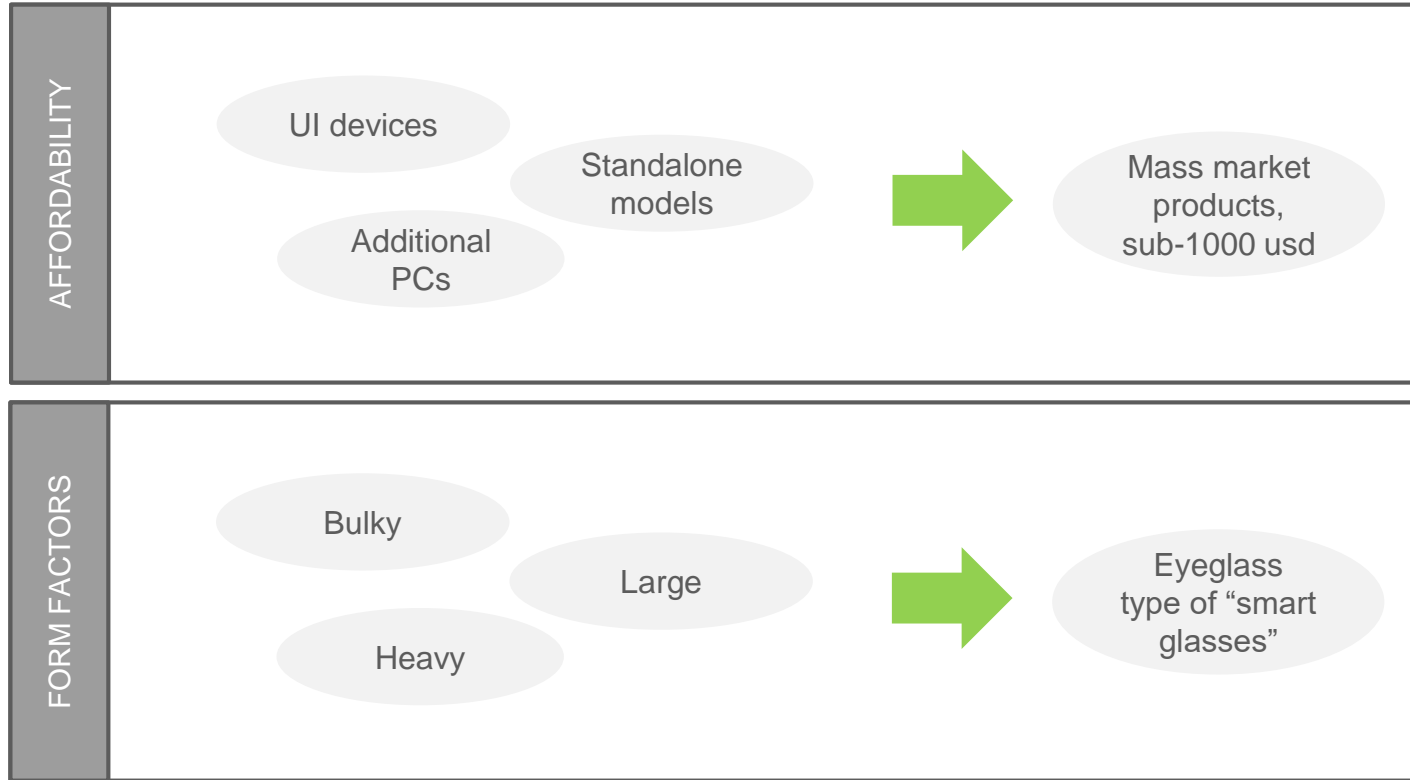 AFFORDABILITY
UI devices
Standalone
models
Additional
PCs
Mass market
products,
sub-1000 usd
FORM FACTORS
Bulky
Large
Heavy
Eyeglass
type of “smart
glasses”